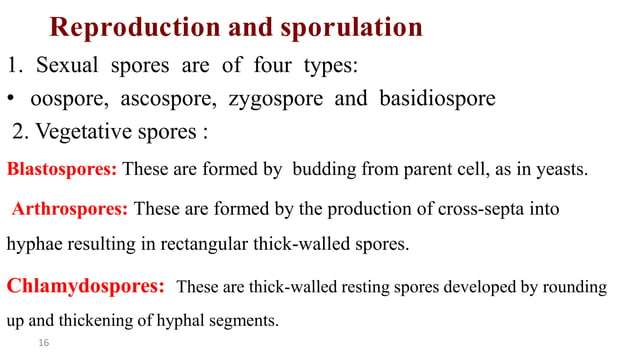 Reproduction and sporulation
1. Sexual spores are of four types:
• oospore, ascospore, zygospore and basidiospore
2. Vegetative spores :
Blastospores: These are formed by budding from parent cell, as in yeasts.
Arthrospores: These are formed by the production of cross-septa into
hyphae resulting in rectangular thick-walled spores.
Chlamydospores: These are thick-walled resting spores developed by rounding
up and thickening of hyphal segments.
16